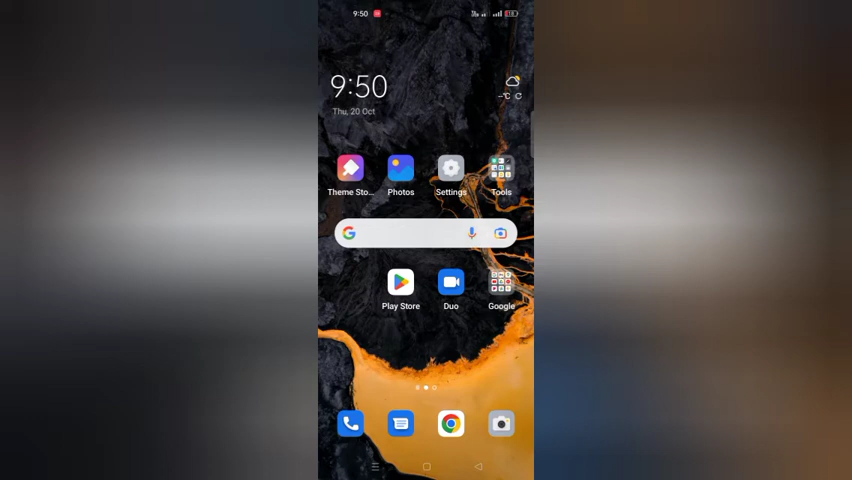 9:50
9:50
Thu, 20 Oct
Theme Sto...
Photos
Settings
Tools
Play Store
Duo
Google